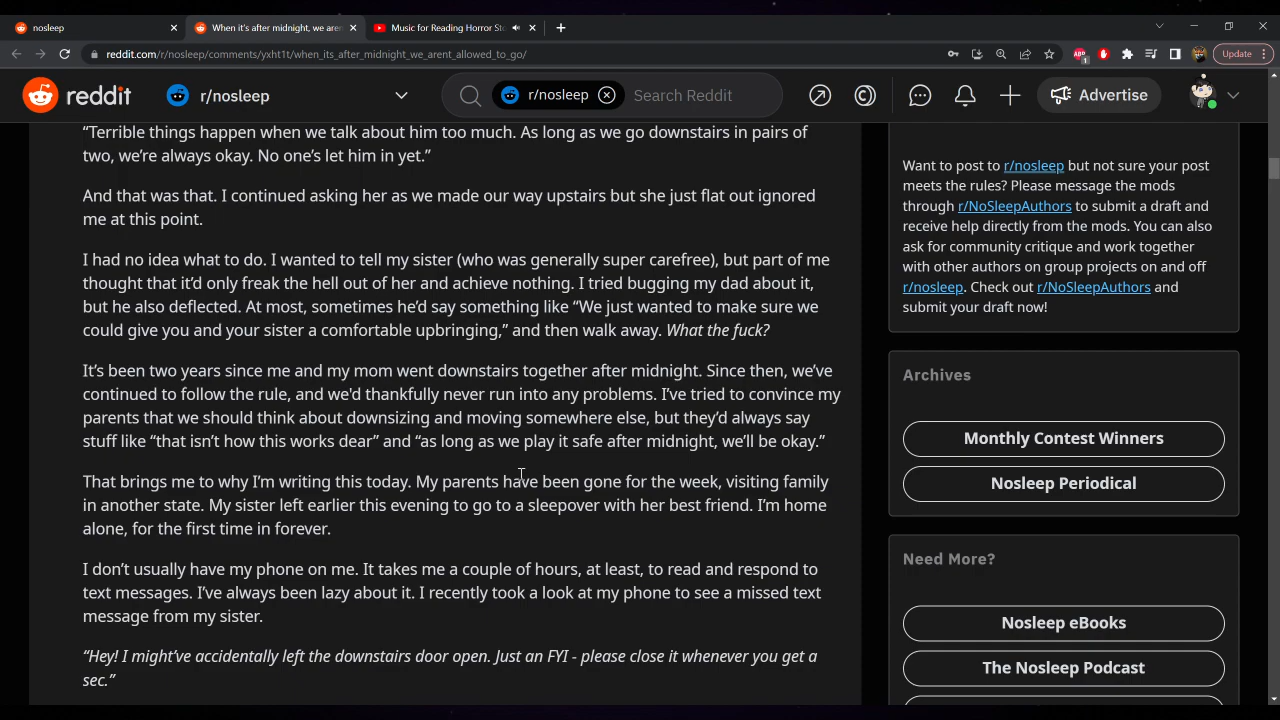 nosleep
When it's after midnight, we aren
Music for Reading Horror Sto
reddit.com/r/nosleep/comments/yxht1t/when_its_after_midnight_we_arent_allowed_to_go/
ABP
1
Update
reddit
r/nosleep
r/nosleep
Search Reddit
Advertise
“Terrible things happen when we talk about him too much. As long as we go downstairs in pairs of
two, we’re always okay. No one’s let him in yet.”
And that was that. I continued asking her as we made our way upstairs but she just flat out ignored
me at this point.
I had no idea what to do. I wanted to tell my sister (who was generally super carefree), but part of me
thought that it’d only freak the hell out of her and achieve nothing. I tried bugging my dad about it,
but he also deflected. At most, sometimes he’d say something like “We just wanted to make sure we
could give you and your sister a comfortable upbringing,” and then walk away. What the fuck?
It’s been two years since me and my mom went downstairs together after midnight. Since then, we’ve
continued to follow the rule, and we'd thankfully never run into any problems. I’ve tried to convince my
parents that we should think about downsizing and moving somewhere else, but they’d always say
stuff like “that isn’t how this works dear” and “as long as we play it safe after midnight, we’ll be okay.”
That brings me to why I’m writing this today. My parents have been gone for the week, visiting family
in another state. My sister left earlier this evening to go to a sleepover with her best friend. I’m home
alone, for the first time in forever.
I don’t usually have my phone on me. It takes me a couple of hours, at least, to read and respond to
text messages. I’ve always been lazy about it. I recently took a look at my phone to see a missed text
message from my sister.
“Hey! I might’ve accidentally left the downstairs door open. Just an FYI - please close it whenever you get a
sec.”
Want to post to r/nosleep but not sure your post
meets the rules? Please message the mods
through r/NoSleepAuthors to submit a draft and
receive help directly from the mods. You can also
ask for community critique and work together
with other authors on group projects on and off
r/nosleep. Check out r/NoSleepAuthors and
submit your draft now!
Archives
Monthly Contest Winners
Nosleep Periodical
Need More?
Nosleep eBooks
The Nosleep Podcast